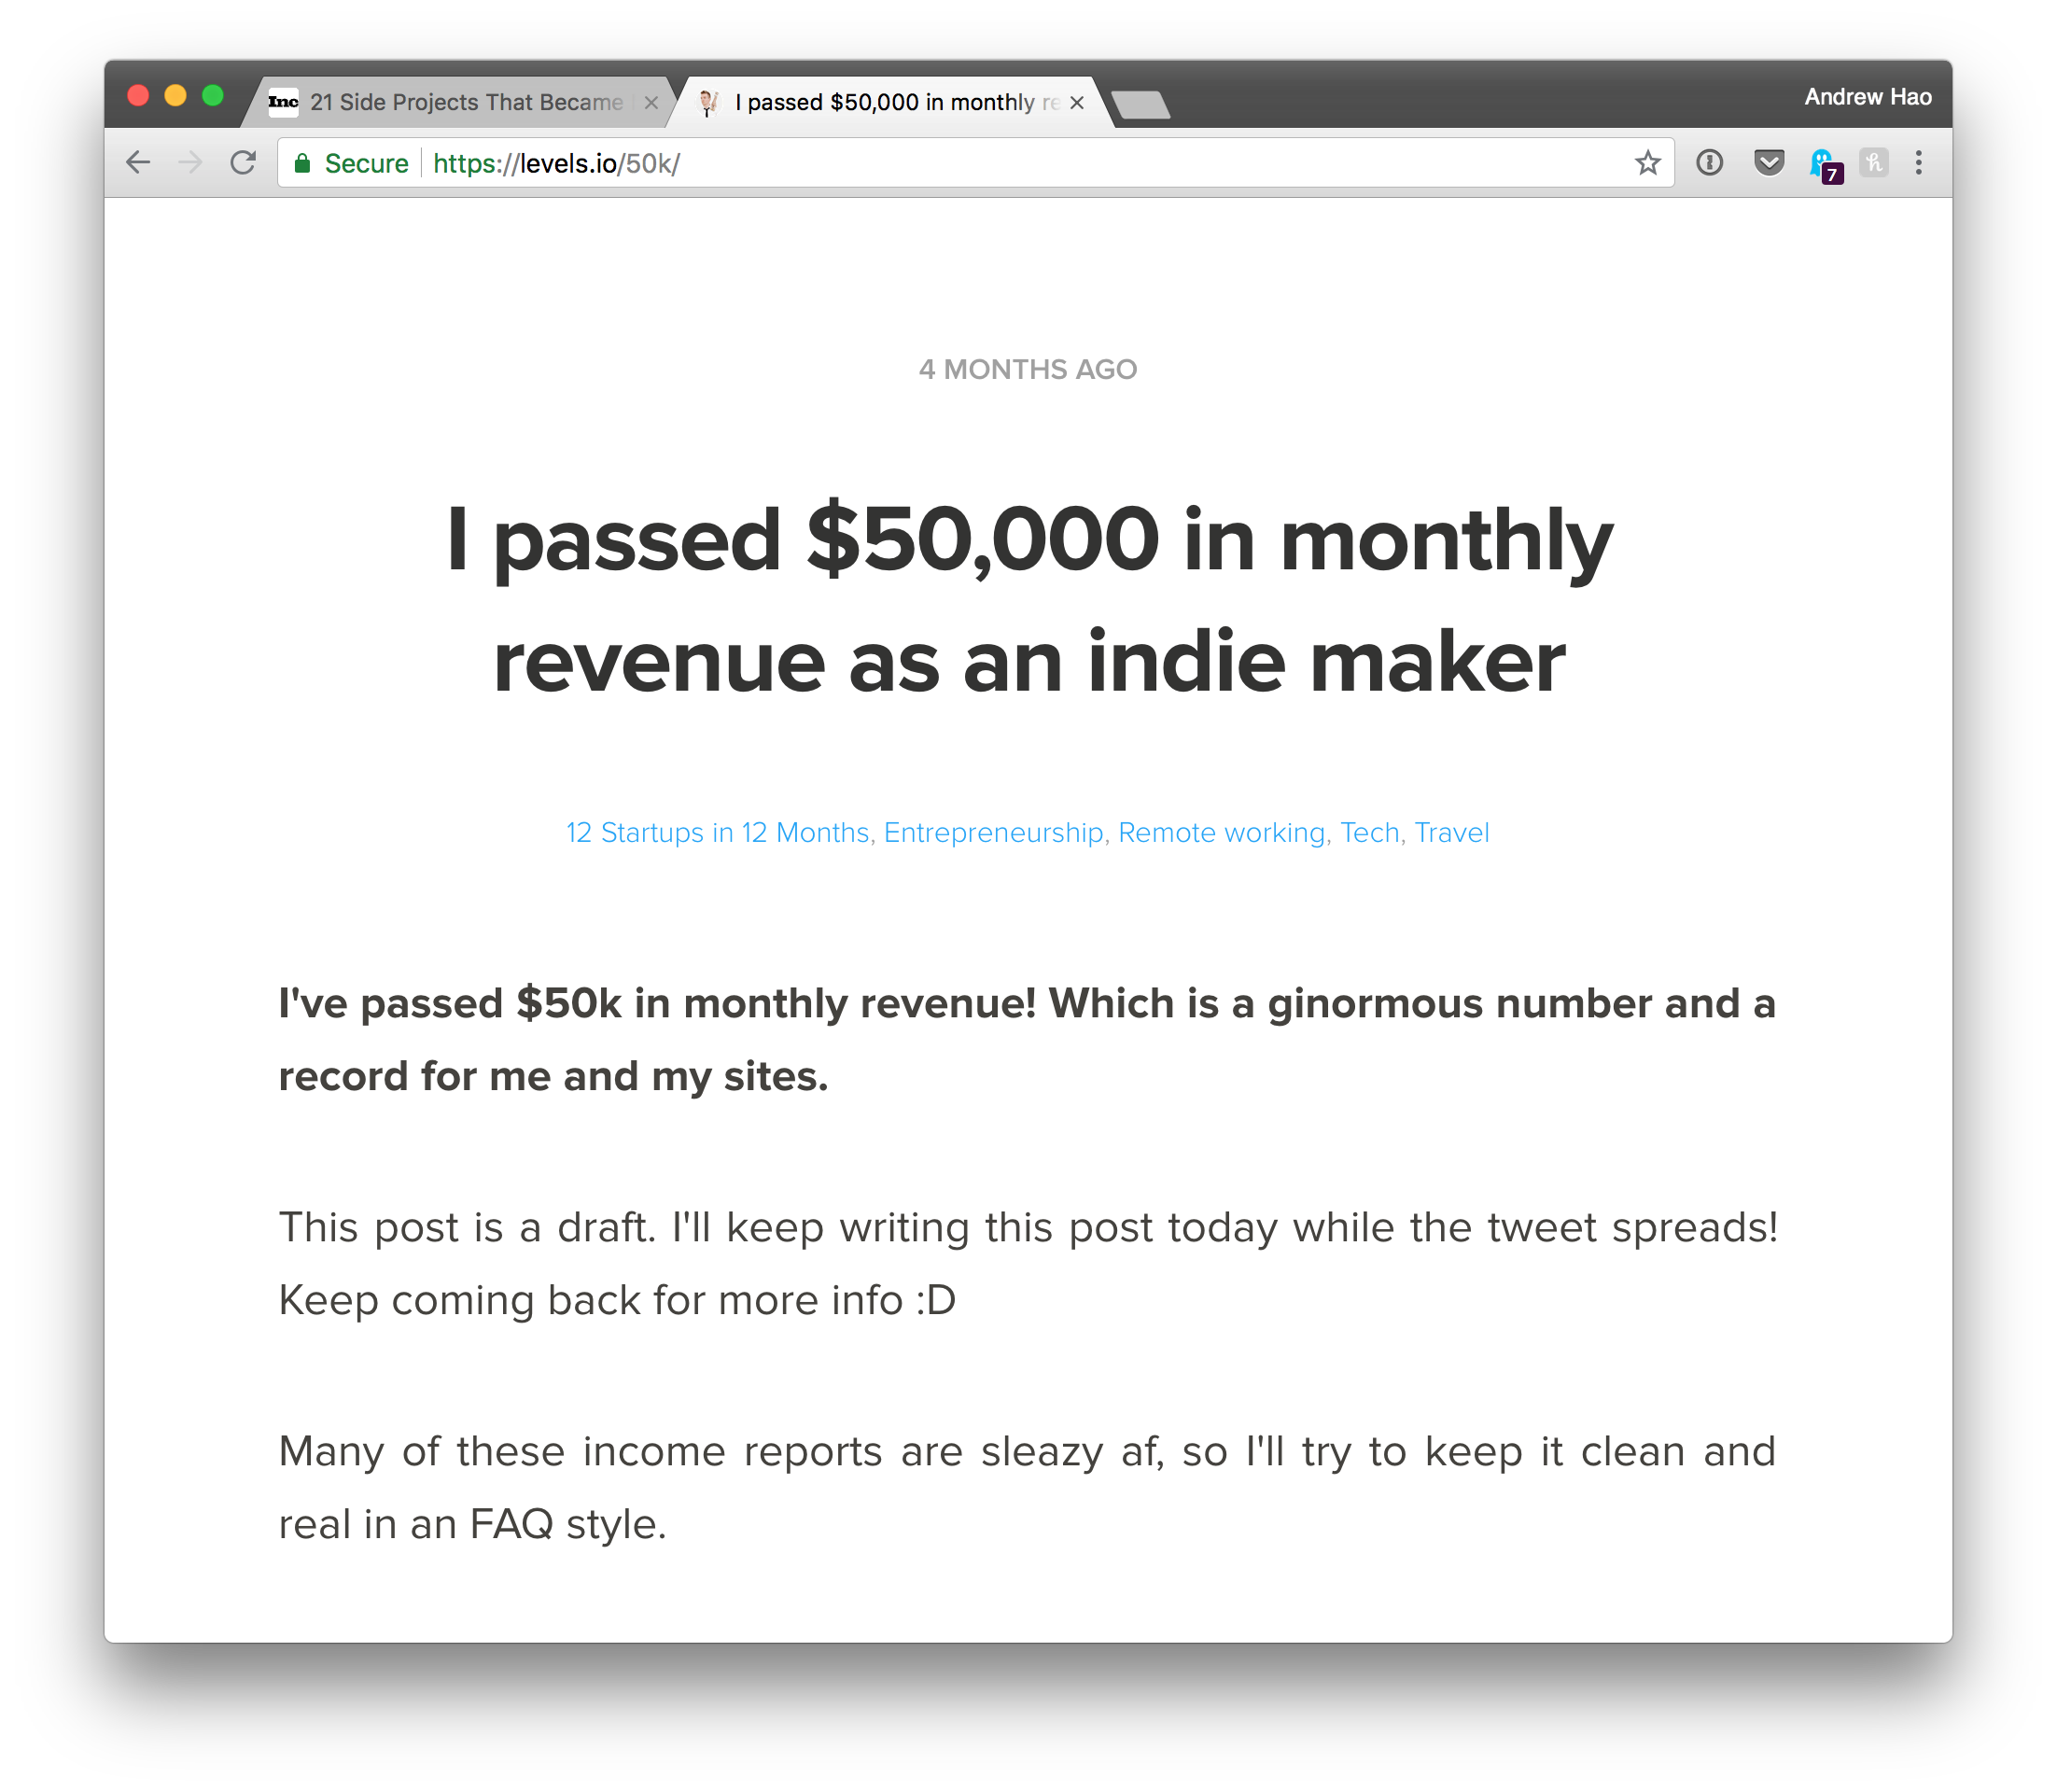 Inc 21 Side Projects That Became
I passed $50,000 in monthly re
Andrew Hao
Secure https://levels.io/50k/
7
4 MONTHS AGO
I passed $50,000 in monthly
revenue as an indie maker
12 Startups in 12 Months, Entrepreneurship, Remote working, Tech, Travel
I've passed $50k in monthly revenue! Which is a ginormous number and a
record for me and my sites.
This post is a draft. I'll keep writing this post today while the tweet spreads!
Keep coming back for more info :D
Many of these income reports are sleazy af, so I'll try to keep it clean and
real in an FAQ style.